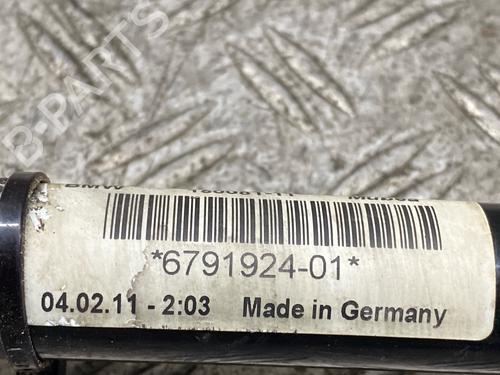 B-PARTS
BMW
*6791924-01*
04.02.11 - 2:03 Made in Germany